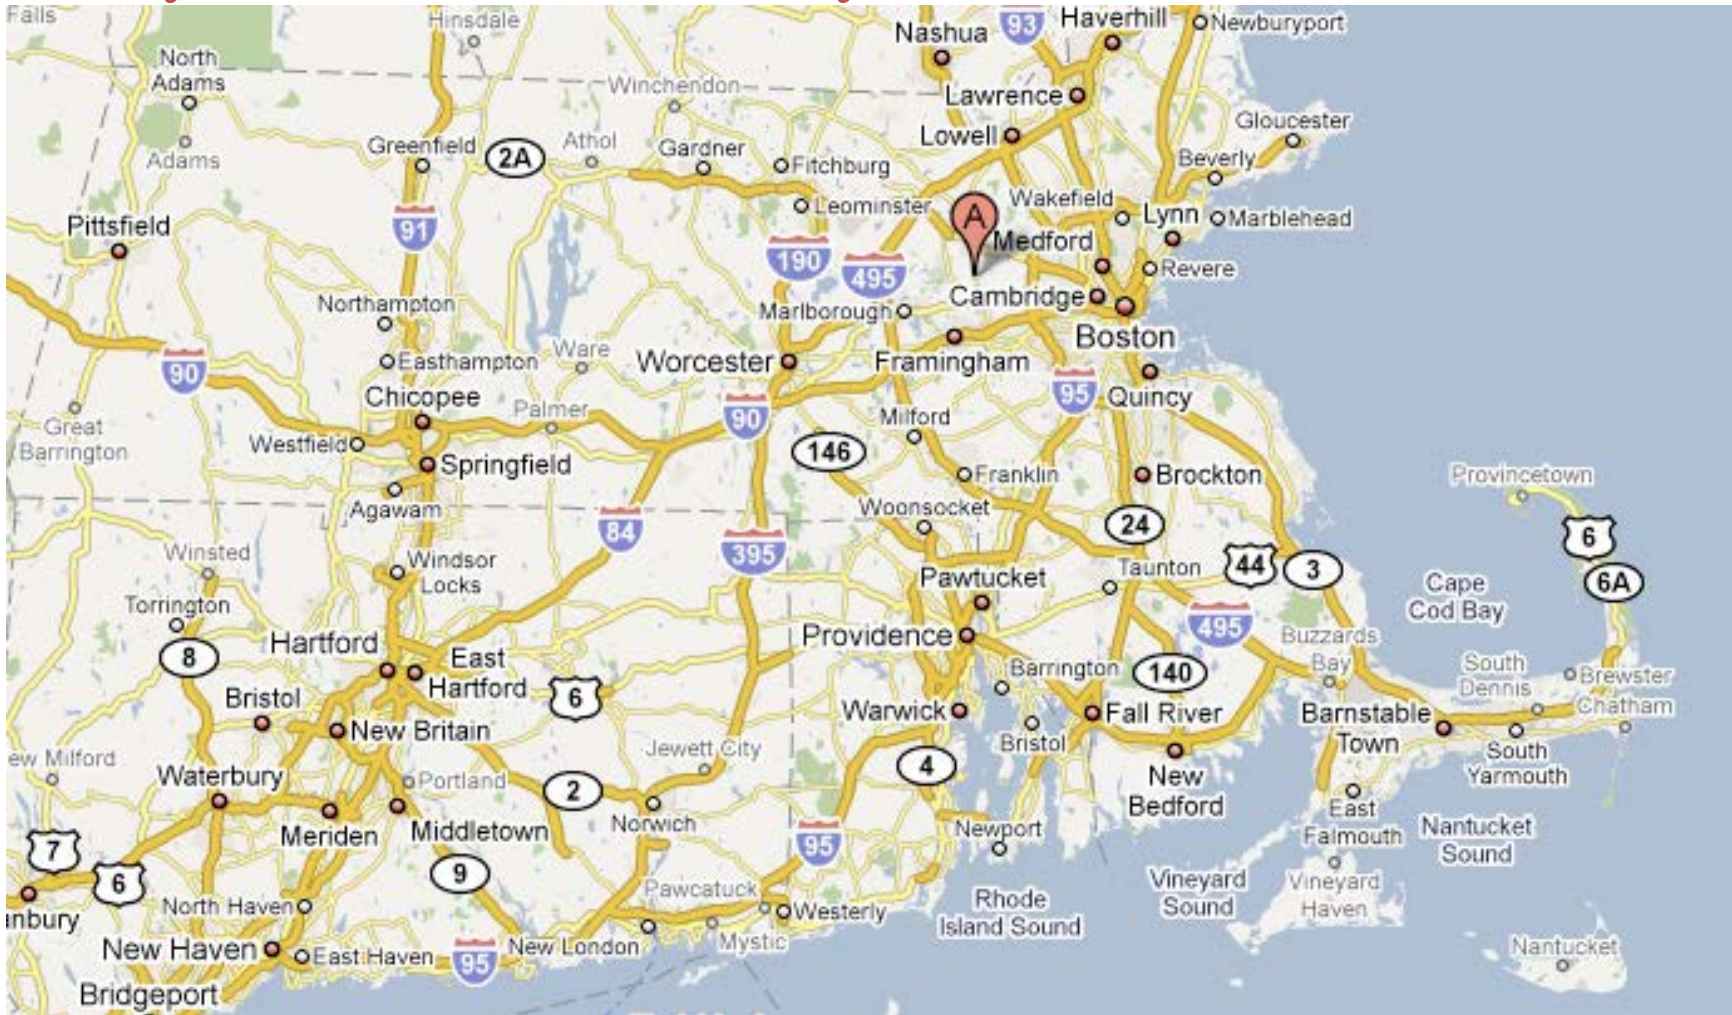 Falls
Hinsdale
93
Haverhill
Newburyport
Nashua
North
Adams
Winchendon
Lawrence
Gloucester
Lowell
Greenfield
2A
Athol
Gardner
Fitchburg
Beverly
Adams
Wakefield
Leominster
Lynn
Marblehead
Pittsfield
91
A
Medford
190
495
Revere
Northampton
Marlborough
Cambridge
Boston
Easthampton
Ware
Worcester
Framingham
90
Chicopee
95
Quincy
Palmer
90
Milford
Great
Barrington
Westfield
146
Springfield
Franklin
Brockton
Provincetown
Agawam
Woonsocket
84
24
6
Winsted
Windsor
Locks
395
Pawtucket
Taunton
44
3
6A
Cape
Cod Bay
Torrington
Hartford
Providence
495
Buzzards
Bay
8
East
Hartford
Barrington
140
South
Dennis
Brewster
Bristol
6
Warwick
Fall River
Barnstable
Town
Chatham
New Britain
Jewett City
Bristol
South
Yarmouth
ew Milford
Waterbury
Portland
2
4
New
Bedford
Meriden
Middletown
Norwich
Newport
East
Falmouth
Nantucket
Sound
7
6
9
95
Pawcatuck
Vineyard
Sound
Vineyard
Haven
nbury
North Haven
Westerly
Rhode
Island Sound
New Haven
East Haven
95
New London
Mystic
Nantucket
Bridgeport